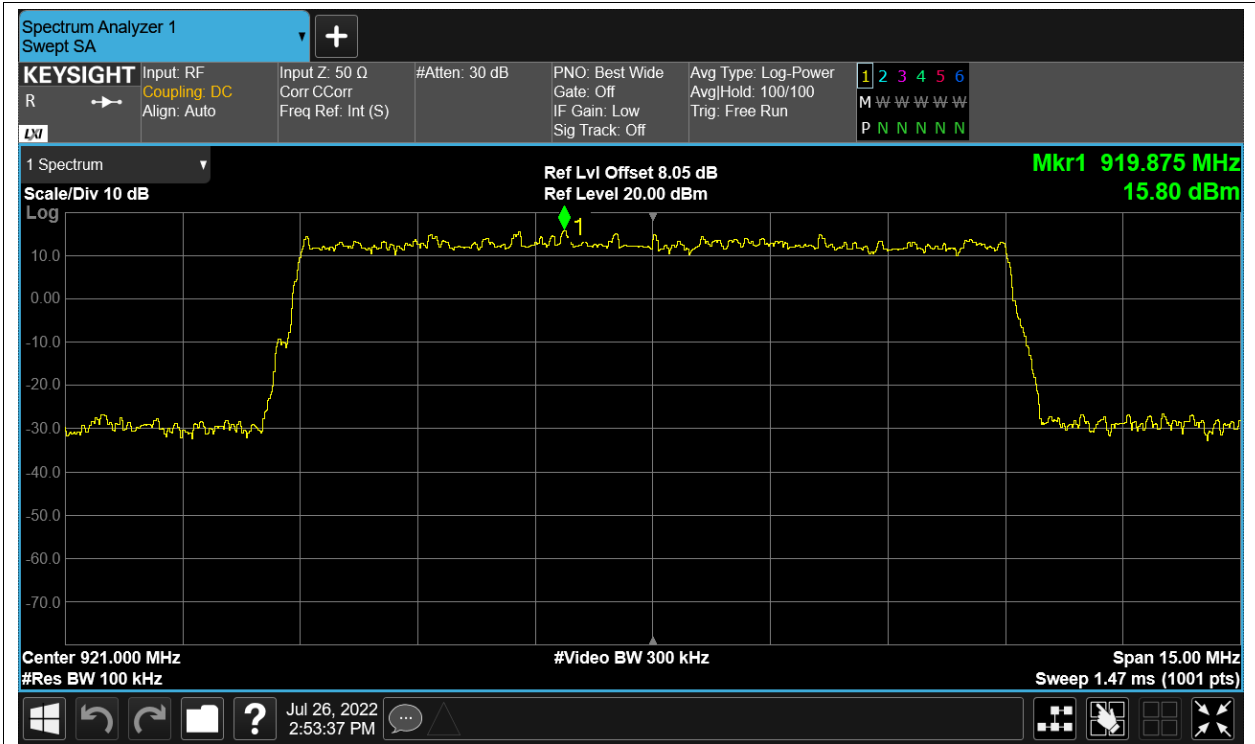 Spectrum Analyzer 1
Swept SA
+
KEYSIGHT
R
LXI
Input: RF
Coupling: DC
Align: Auto
Input Z: 50 Ω
Corr CCorr
Freq Ref: Int (S)
#Atten: 30 dB
PNO: Best Wide
Gate: Off
IF Gain: Low
Sig Track: Off
Avg Type: Log-Power
Avg|Hold: 100/100
Trig: Free Run
1 2 3 4 5 6
M W W W W W
P N N N N N
1 Spectrum
Scale/Div 10 dB
Log
Ref Lvl Offset 8.05 dB
Ref Level 20.00 dBm
Mkr1 919.875 MHz
15.80 dBm
1
10.0
0.00
-10.0
-20.0
-30.0
-40.0
-50.0
-60.0
-70.0
Center 921.000 MHz
#Res BW 100 kHz
#Video BW 300 kHz
Span 15.00 MHz
Sweep 1.47 ms (1001 pts)
?
Jul 26, 2022
2:53:37 PM